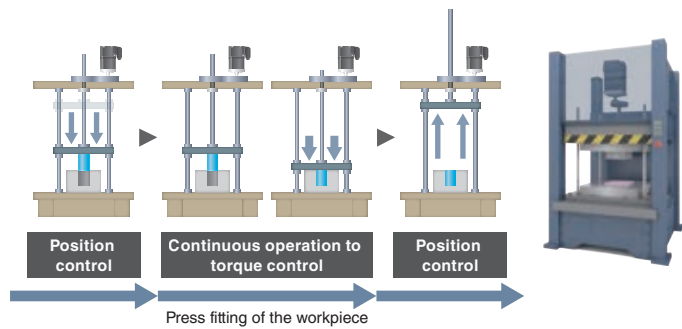 Position
control
Continuous operation to
torque control
Position
control
Press fitting of the workpiece